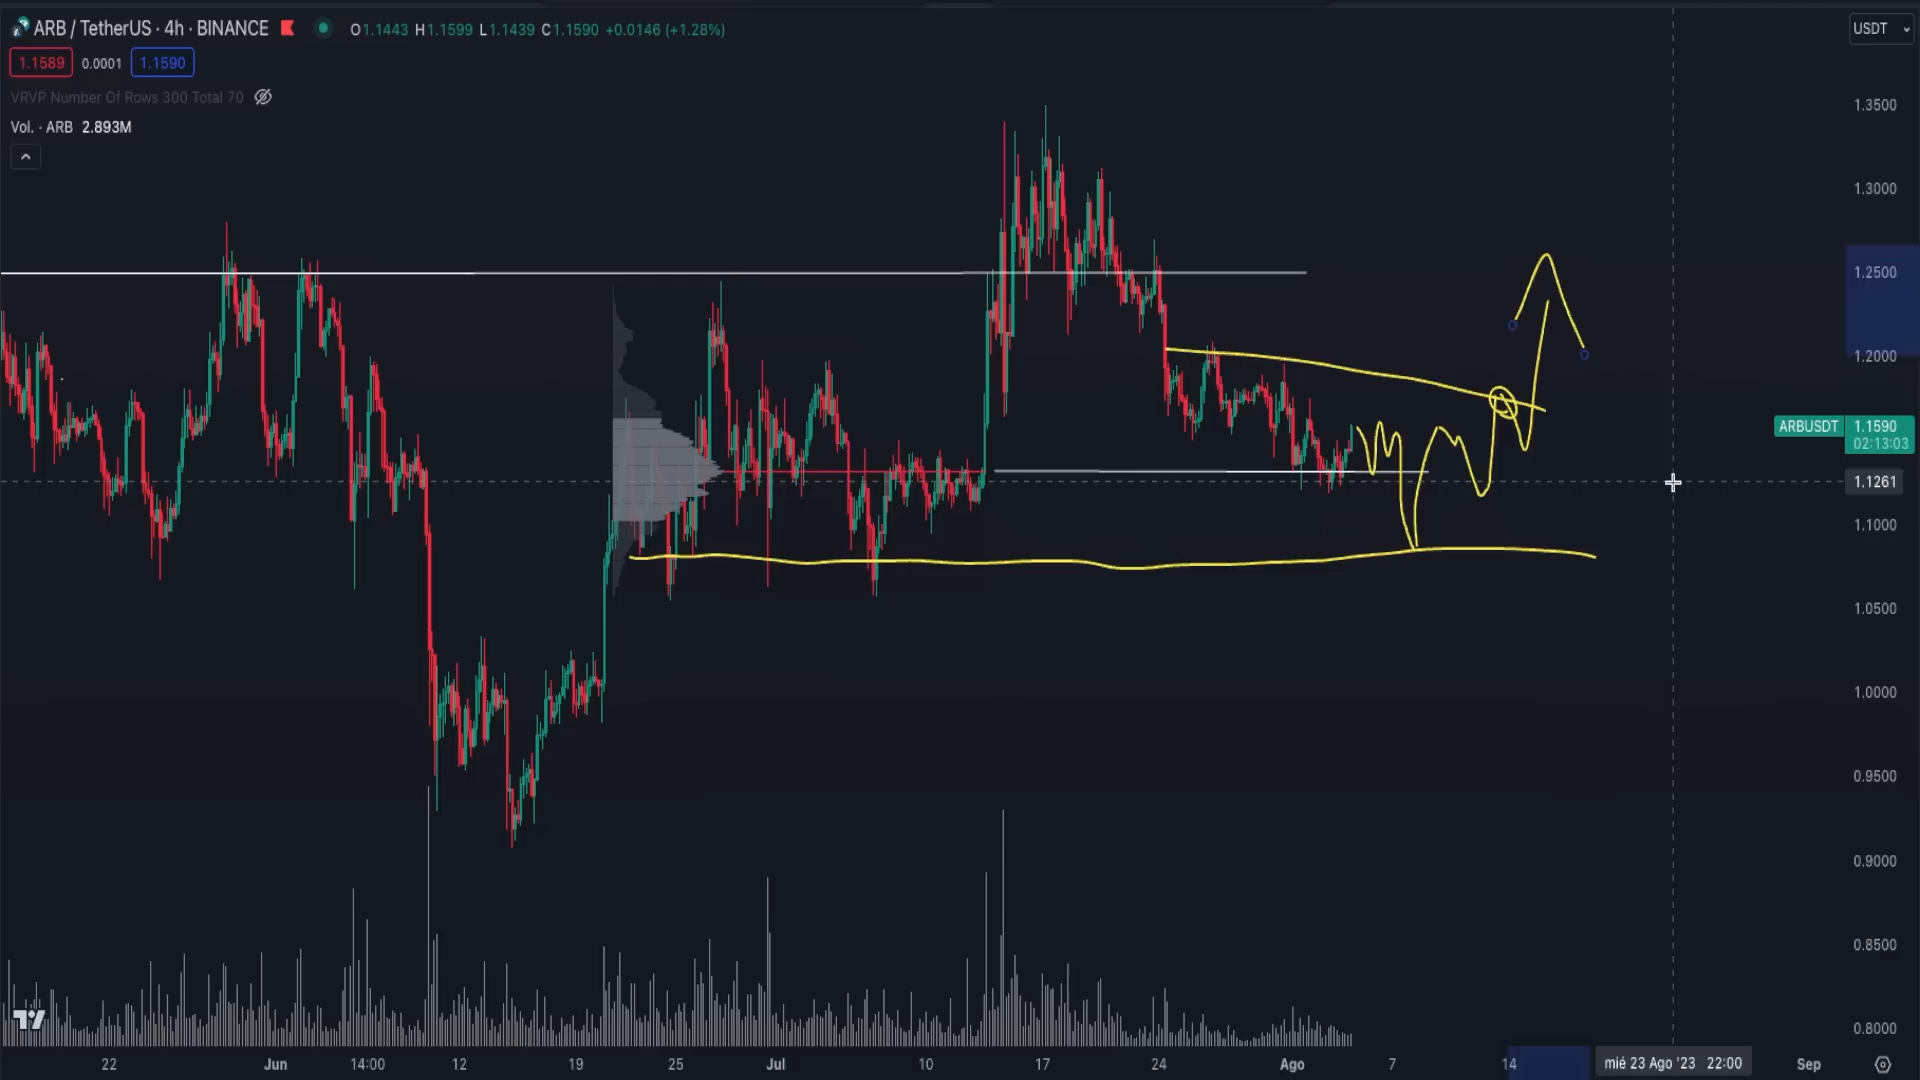 ARB / TetherUS · 4h · BINANCE O1.1443 H1.1599 L1.1439 C1.1590 +0.0146 (+1.28%) USDT
1.1589 0.0001 1.1590
VRVP Number Of Rows 300 Total 70
Vol. · ARB 2.893M
1.3500
1.3000
1.2500
1.2000
ARBUSDT 1.1590
02:13:03
1.1261
1.1000
1.0500
1.0000
0.9500
0.9000
0.8500
0.8000
22 Jun 14:00 12 19 25 Jul 10 17 24 Ago 7 14 mié 23 Ago '23 22:00 Sep